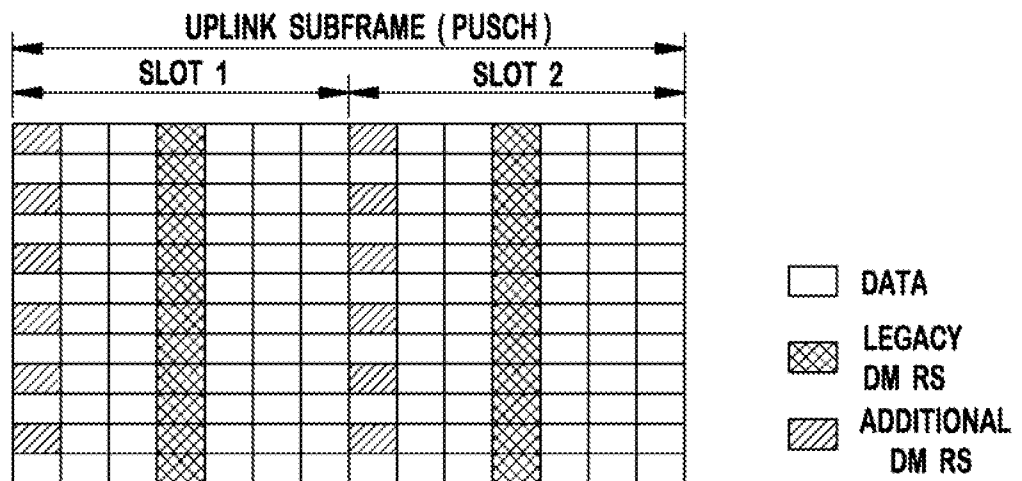 UPLINK SUBFRAME (PUSCH)
SLOT 1
SLOT 2
DATA
LEGACY
DM RS
ADDITIONAL
DM RS